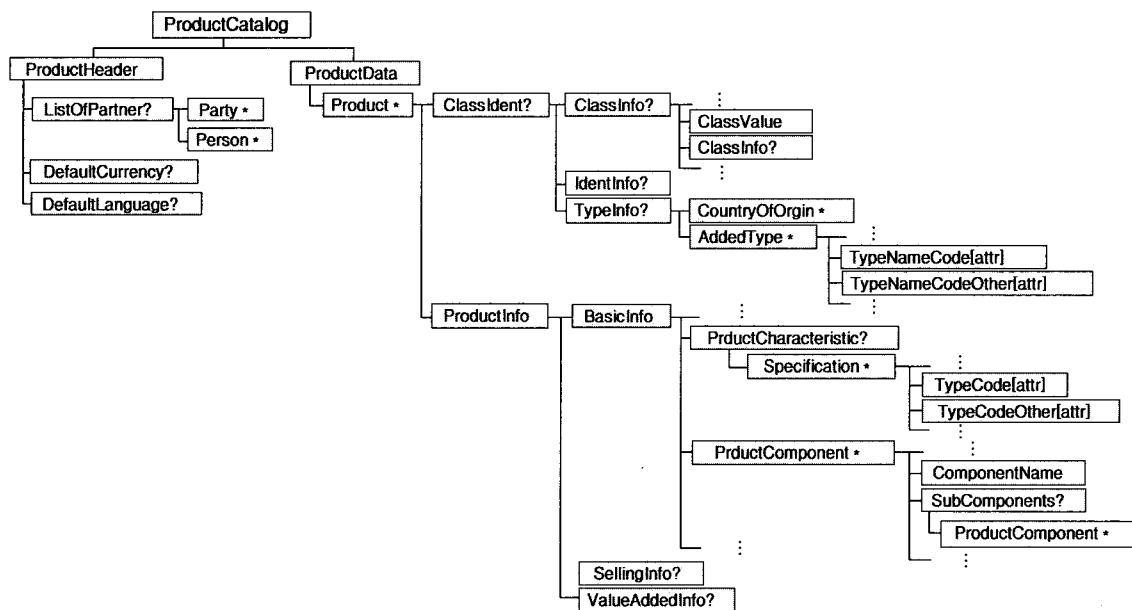 ProductCatalog
ProductHeader
ProductData
ListOfPartner?
Party *
Product *
ClassIdent?
ClassInfo?
ClassValue
Person *
ClassInfo?
DefaultCurrency?
IdentInfo?
DefaultLanguage?
TypeInfo?
CountryOfOrgin *
AddedType *
TypeNameCode[attr]
TypeNameCodeOther[attr]
ProductInfo
BasicInfo
PrductCharacteristic?
Specification *
TypeCode[attr]
TypeCodeOther[attr]
PrductComponent *
ComponentName
SubComponents?
ProductComponent *
SellingInfo?
ValueAddedInfo?